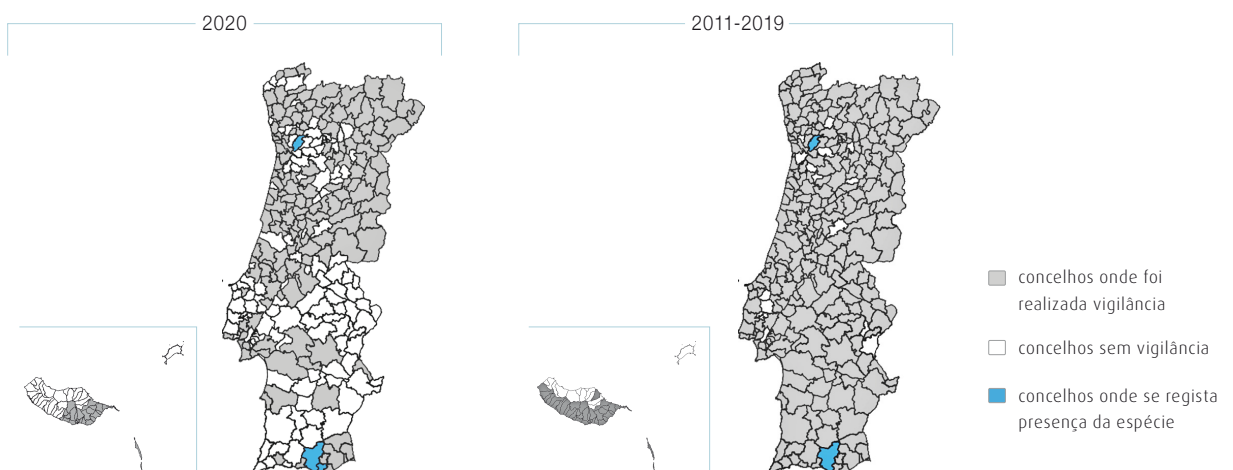 2020
2011-2019
concelhos onde foi
realizada vigilância
concelhos sem vigilância
concelhos onde se regista
presença da espécie